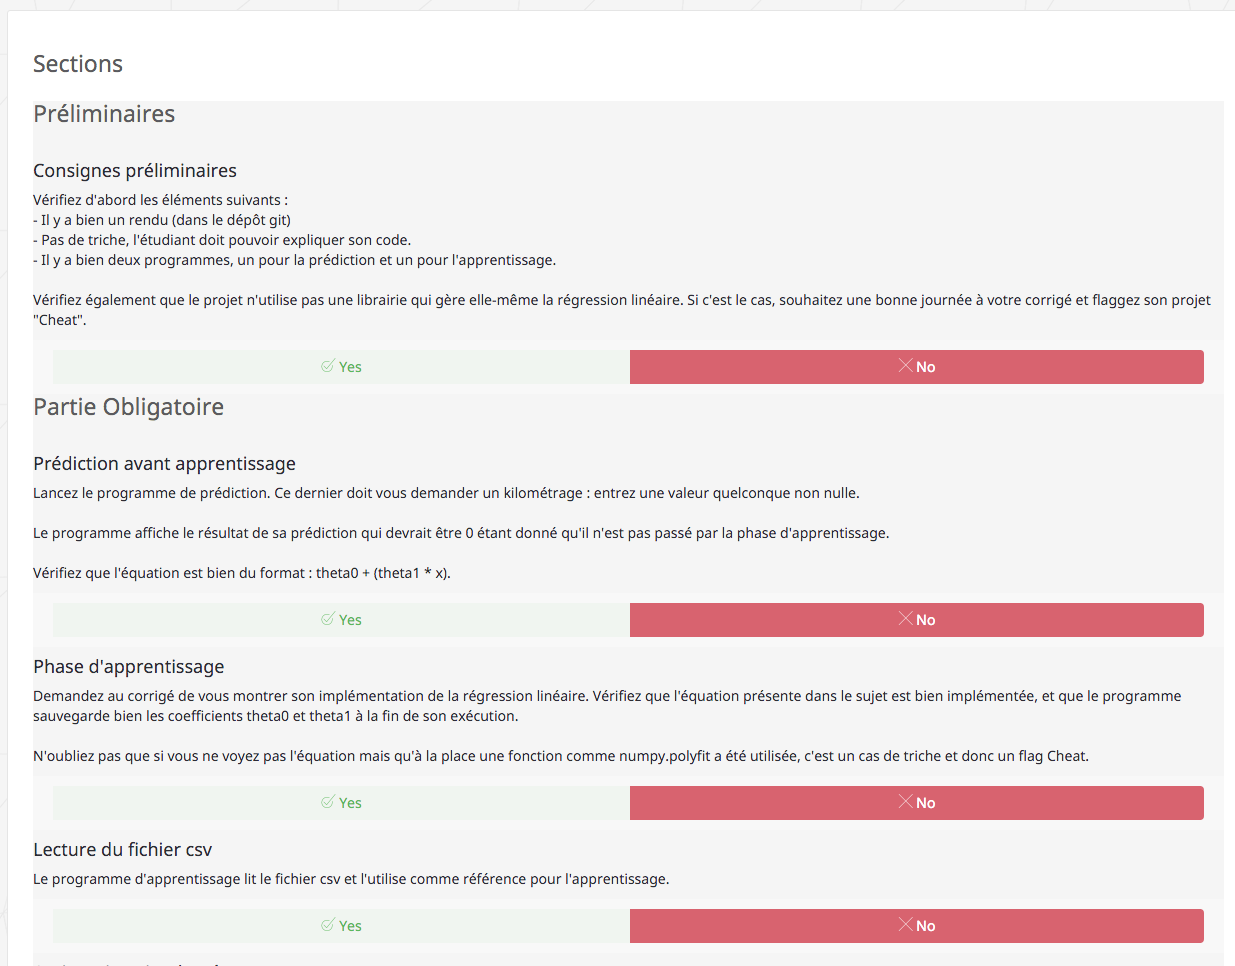 Sections
Préliminaires
Consignes préliminaires
Vérifiez d'abord les éléments suivants :
- Il y a bien un rendu (dans le dépôt git)
- Pas de triche, l'étudiant doit pouvoir expliquer son code.
- Il y a bien deux programmes, un pour la prédiction et un pour l'apprentissage.
Vérifiez également que le projet n'utilise pas une librairie qui gère elle-même la régression linéaire. Si c'est le cas, souhaitez une bonne journée à votre corrigé et flaggez son projet
"Cheat".
Yes No
Partie Obligatoire
Prédiction avant apprentissage
Lancez le programme de prédiction. Ce dernier doit vous demander un kilométrage : entrez une valeur quelconque non nulle.
Le programme affiche le résultat de sa prédiction qui devrait être 0 étant donné qu'il n'est pas passé par la phase d'apprentissage.
Vérifiez que l'équation est bien du format : theta0 + (theta1 * x).
Yes No
Phase d'apprentissage
Demandez au corrigé de vous montrer son implémentation de la régression linéaire. Vérifiez que l'équation présente dans le sujet est bien implémentée, et que le programme
sauvegarde bien les coefficients theta0 et theta1 à la fin de son exécution.
N'oubliez pas que si vous ne voyez pas l'équation mais qu'à la place une fonction comme numpy.polyfit a été utilisée, c'est un cas de triche et donc un flag Cheat.
Yes No
Lecture du fichier csv
Le programme d'apprentissage lit le fichier csv et l'utilise comme référence pour l'apprentissage.
Yes No